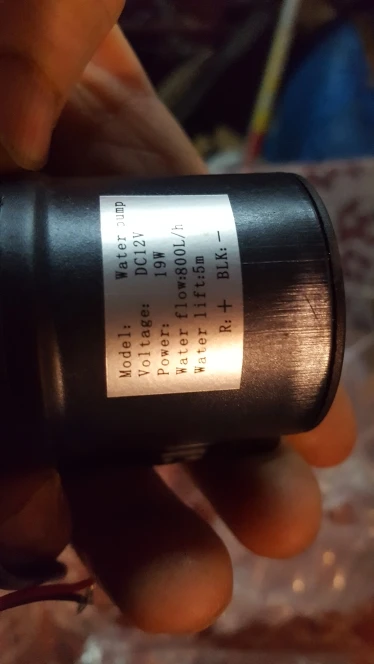 Model: Water pump
Voltage: DC12V
Power: 19W
Water flow:800L/h
Water lift:5m
R: + BLK: −